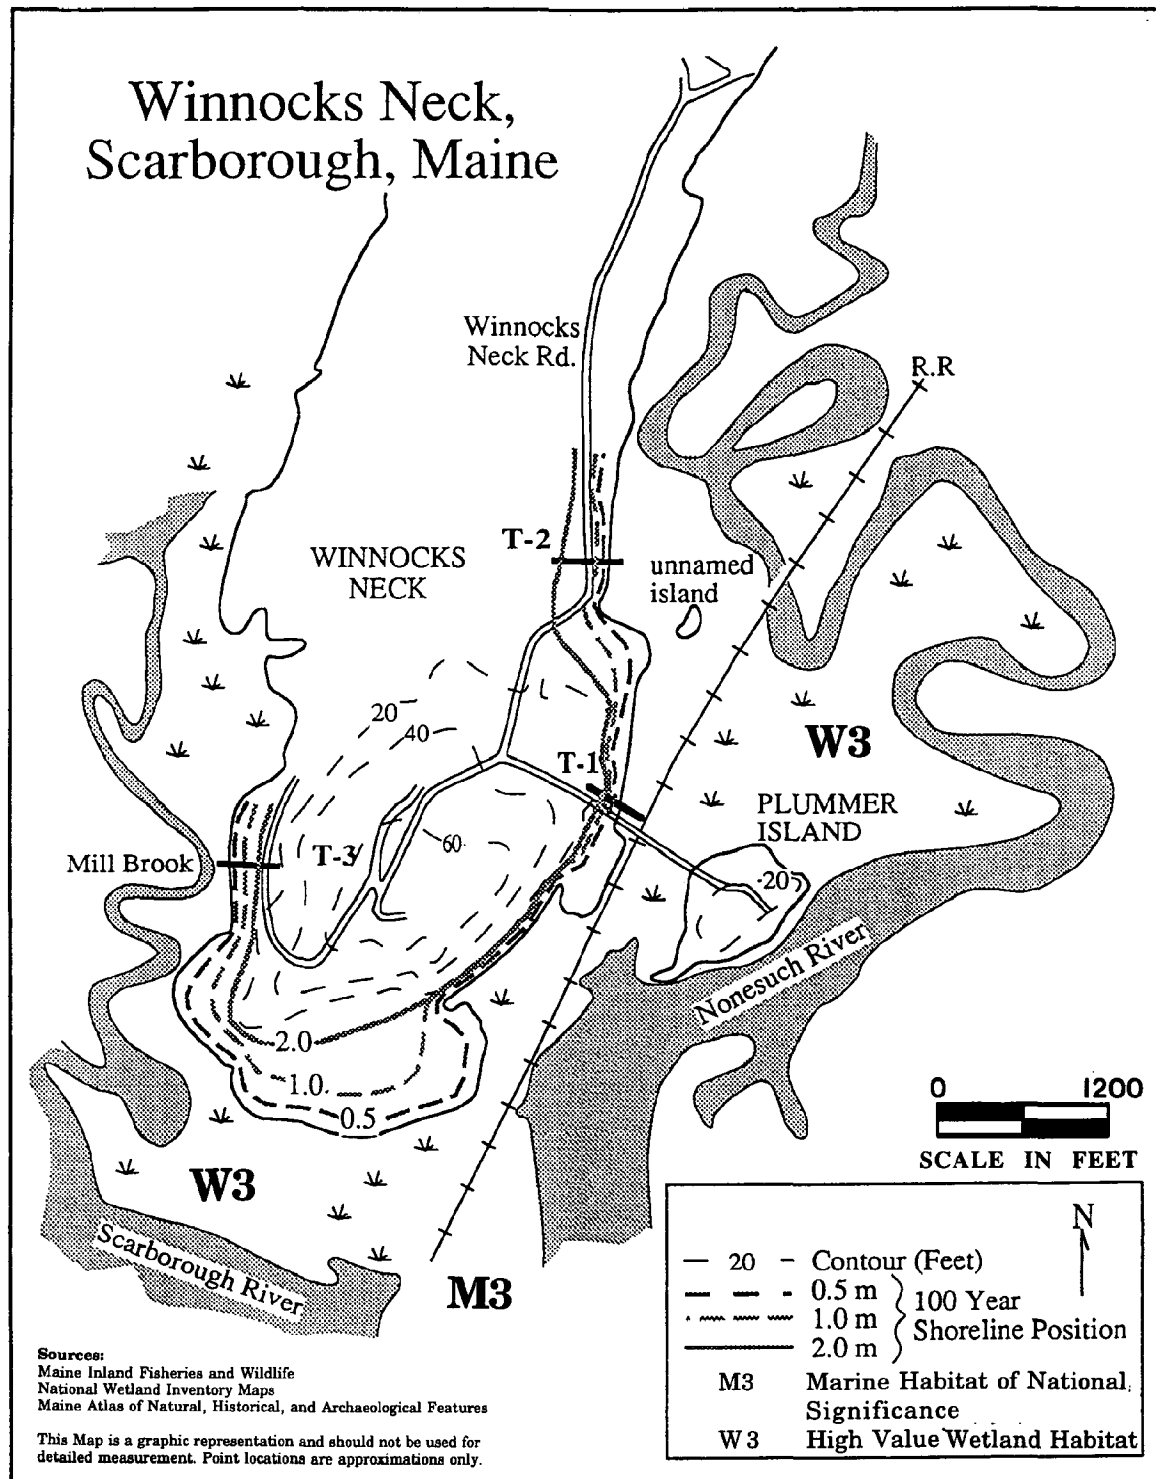 Winnocks Neck,
Scarborough, Maine
Winnocks
Neck Rd.
R.R
T-2
WINNOCKS
NECK
unnamed
island
20
40
W3
T-1
PLUMMER
ISLAND
60
Mill Brook
T-3
20
Nonesuch River
2.0
1.0
0.5
0 1200
SCALE IN FEET
W3
Scarborough River
M3
N
— 20 – Contour (Feet)
0.5 m
1.0 m
2.0 m
100 Year
Shoreline Position
M3 Marine Habitat of National
Significance
W3 High Value Wetland Habitat
Sources:
Maine Inland Fisheries and Wildlife
National Wetland Inventory Maps
Maine Atlas of Natural, Historical, and Archaeological Features
This Map is a graphic representation and should not be used for
detailed measurement. Point locations are approximations only.